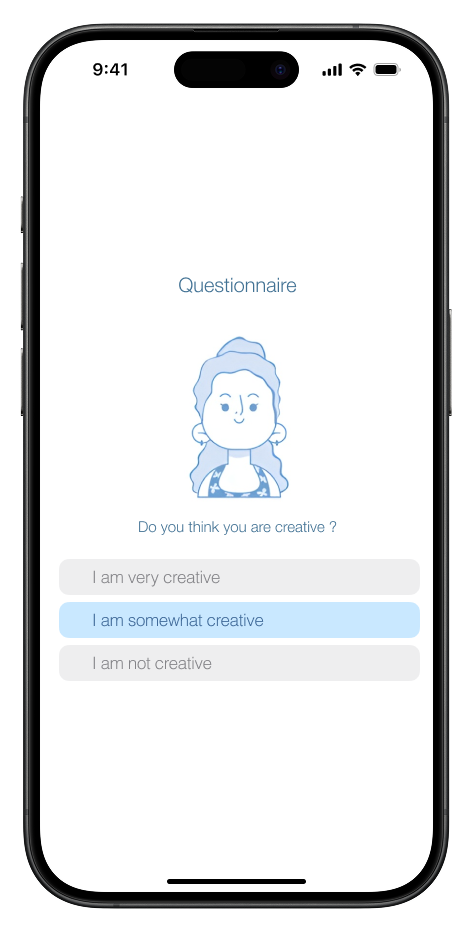 9:41
Questionnaire
Do you think you are creative ?
I am very creative
I am somewhat creative
I am not creative